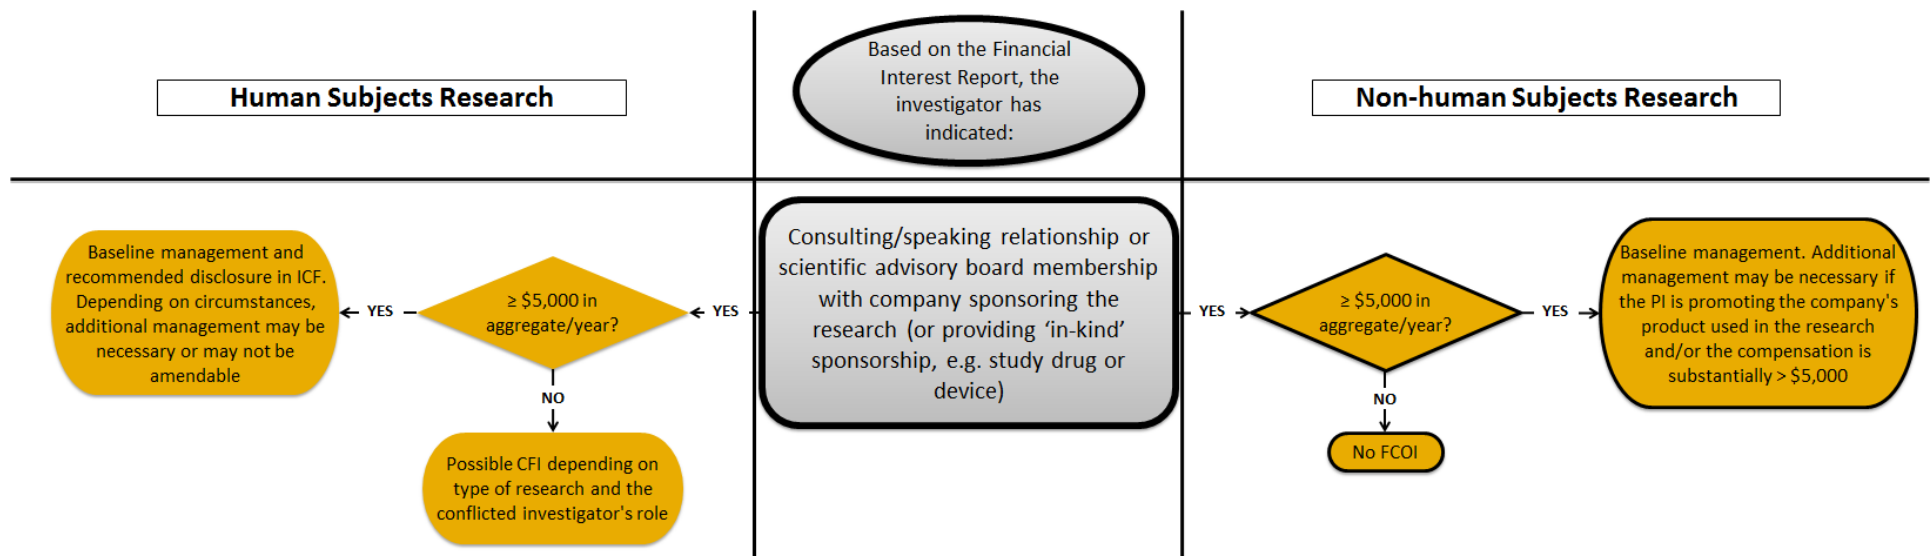 Human Subjects Research
Based on the Financial
Interest Report, the
investigator has
indicated:
Non-human Subjects Research
Baseline management and
recommended disclosure in ICF.
Depending on circumstances,
additional management may be
necessary or may not be
amendable
YES
≥ $5,000 in
aggregate/year?
YES
NO
Possible CFI depending on
type of research and the
conflicted investigator's role
Consulting/speaking relationship or
scientific advisory board membership
with company sponsoring the
research (or providing ‘in-kind’
sponsorship, e.g. study drug or
device)
YES
≥ $5,000 in
aggregate/year?
YES
NO
No FCOI
Baseline management. Additional
management may be necessary if
the PI is promoting the company's
product used in the research
and/or the compensation is
substantially > $5,000